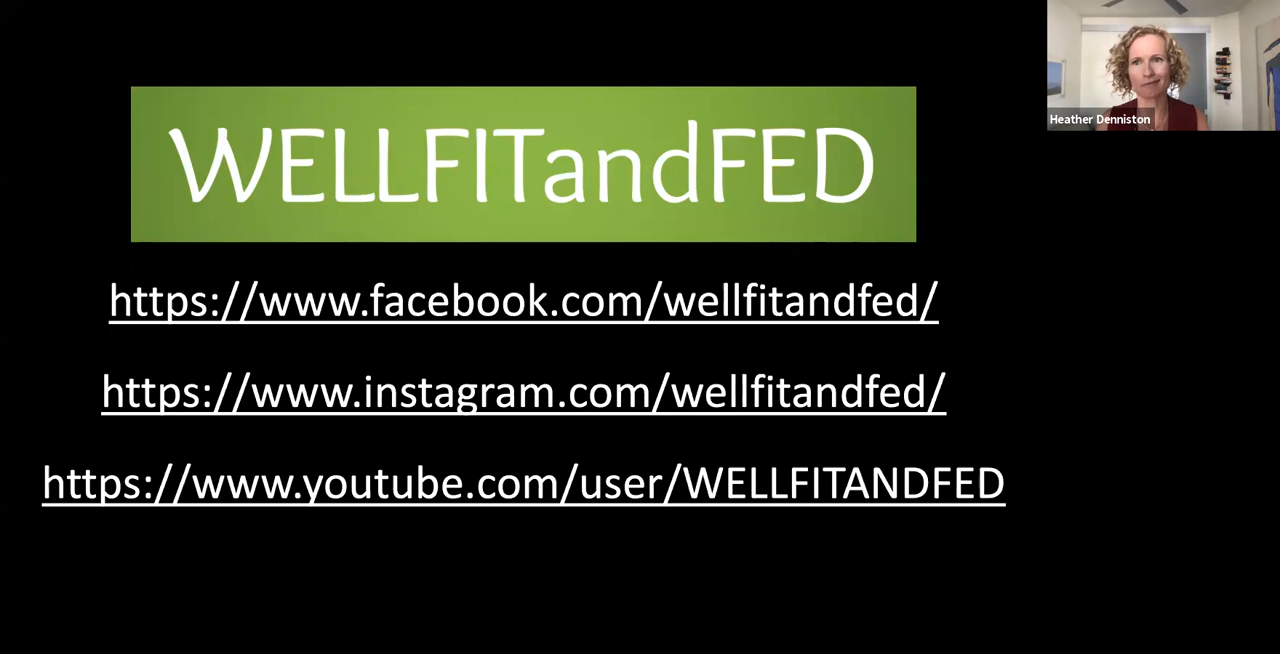 WELLFITandFED
Heather Denniston
https://www.facebook.com/wellfitandfed/
https://www.instagram.com/wellfitandfed/
https://www.youtube.com/user/WELLFITANDFED